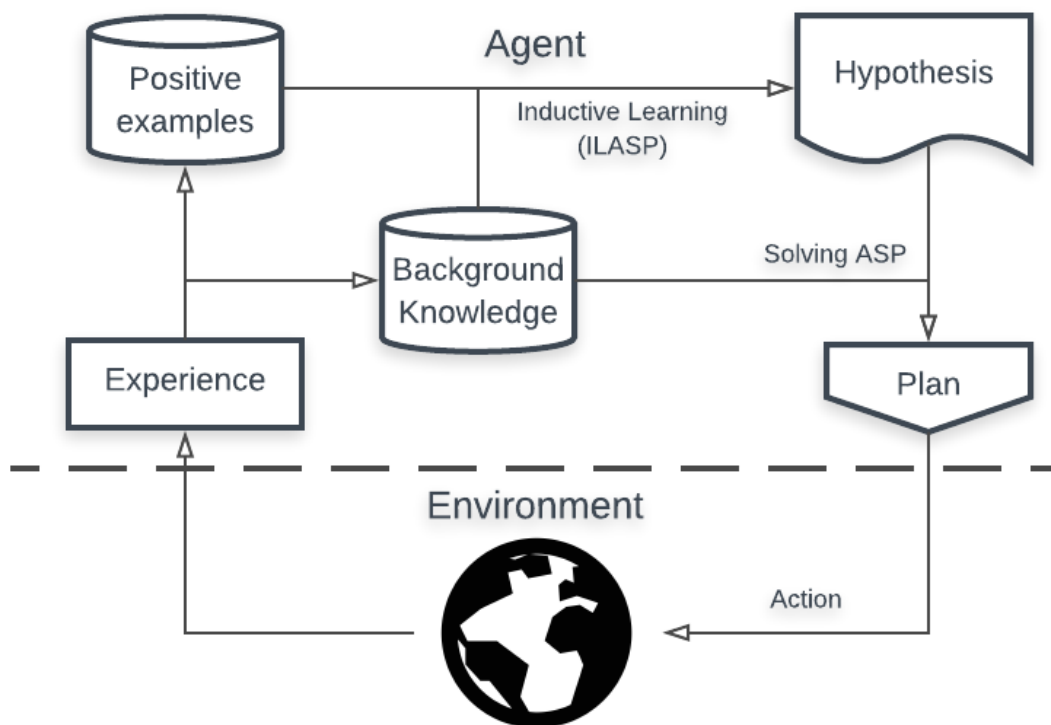 Agent
Positive
examples
Hypothesis
Inductive Learning
(ILASP)
Background
Knowledge
Solving ASP
Experience
Plan
Environment
Action